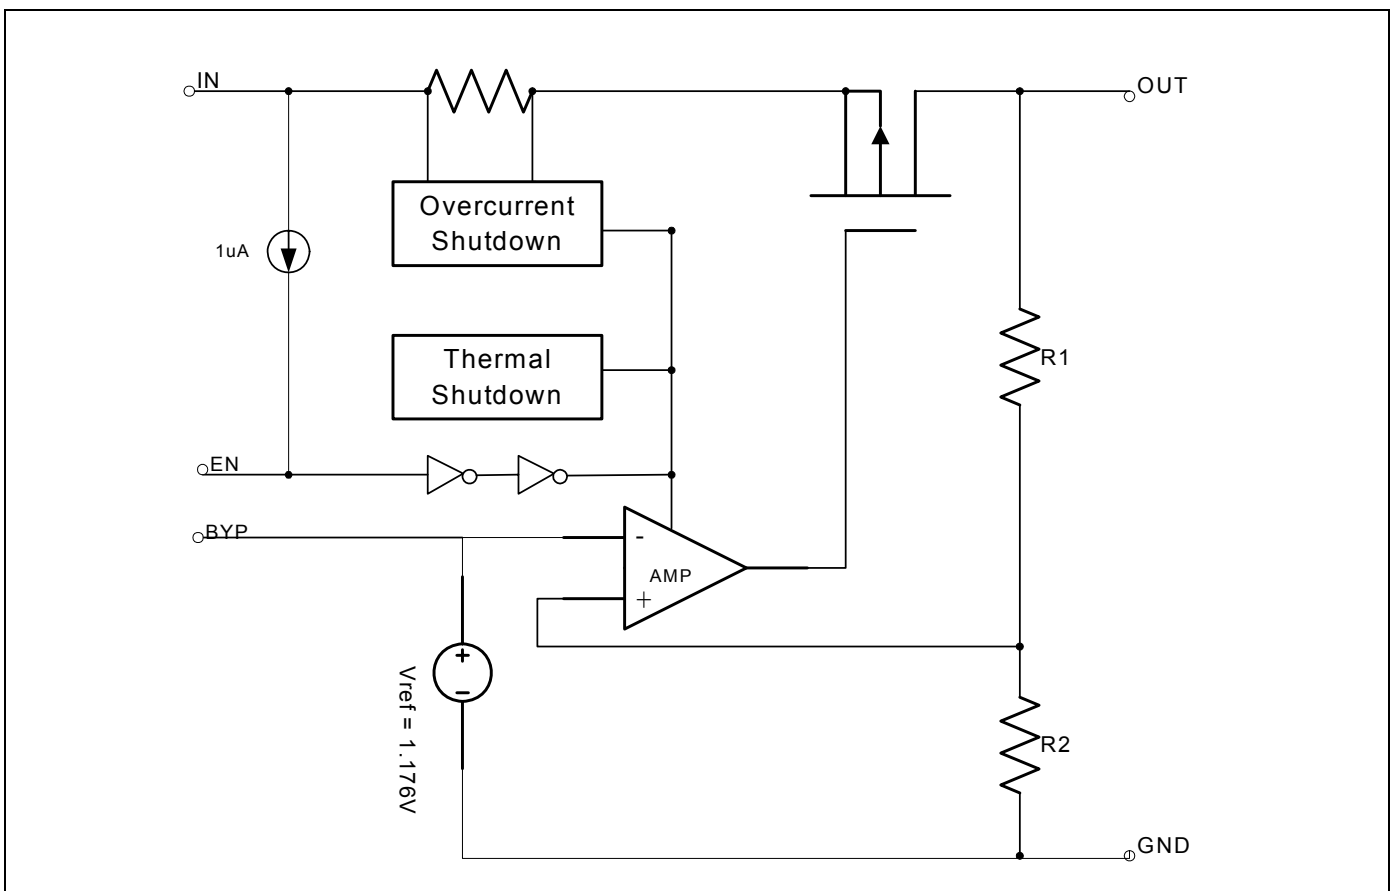 IN
OUT
Overcurrent
Shutdown
1uA
Thermal
Shutdown
R1
EN
BYP
-
AMP
+
+
-
Vref = 1.176V
R2
GND